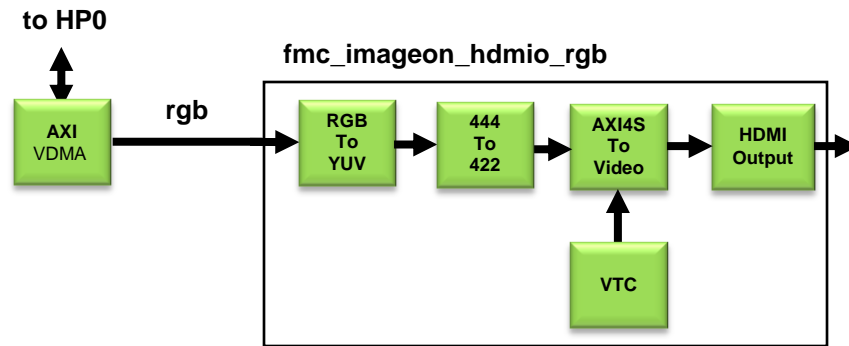 to HP0
fmc_imageon_hdmio_rgb
rgb
AXI
VDMA
RGB
To
YUV
444
To
422
AXI4S
To
Video
HDMI
Output
VTC